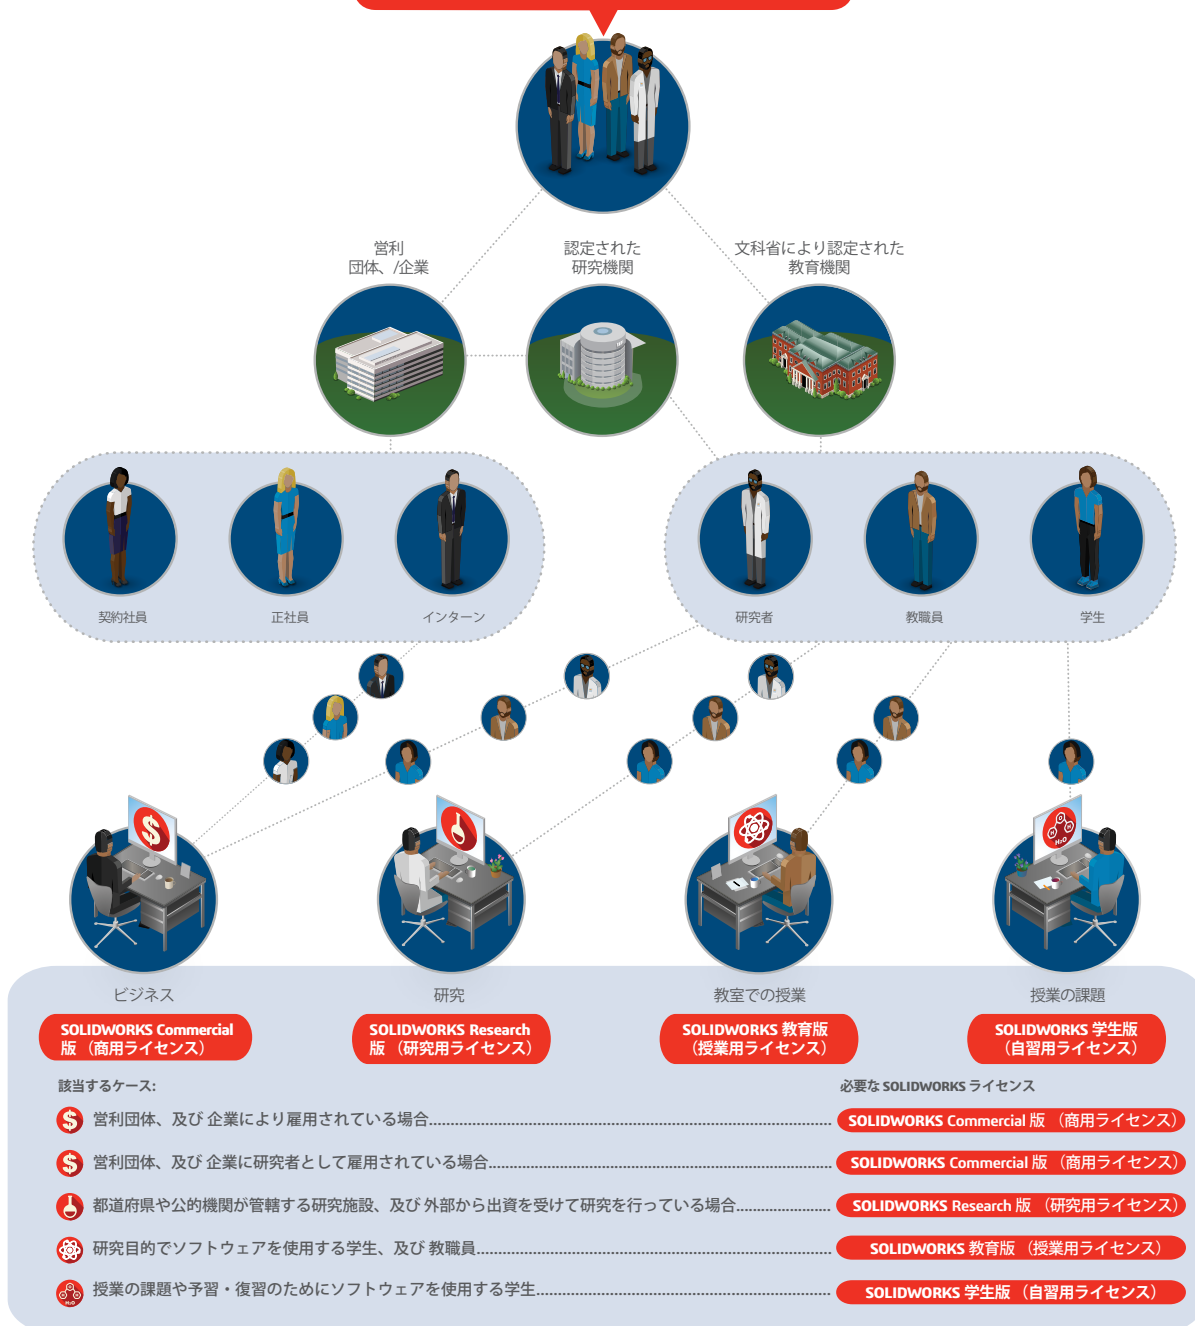 営利
団体、/企業
認定された
研究機関
文科省により認定された
教育機関
契約社員
正社員
インターン
研究者
教職員
学生
H₂O
ビジネス
研究
教室での授業
授業の課題
SOLIDWORKS Commercial
版 （商用ライセンス）
SOLIDWORKS Research
版 （研究用ライセンス）
SOLIDWORKS 教育版
（授業用ライセンス）
SOLIDWORKS 学生版
（自習用ライセンス）
該当するケース:
必要な SOLIDWORKS ライセンス
営利団体、及び 企業により雇用されている場合
SOLIDWORKS Commercial 版 （商用ライセンス）
営利団体、及び 企業に研究者として雇用されている場合
SOLIDWORKS Commercial 版 （商用ライセンス）
都道府県や公的機関が管轄する研究施設、及び 外部から出資を受けて研究を行っている場合
SOLIDWORKS Research 版 （研究用ライセンス）
研究目的でソフトウェアを使用する学生、及び 教職員
SOLIDWORKS 教育版 （授業用ライセンス）
授業の課題や予習・復習のためにソフトウェアを使用する学生
SOLIDWORKS 学生版 （自習用ライセンス）